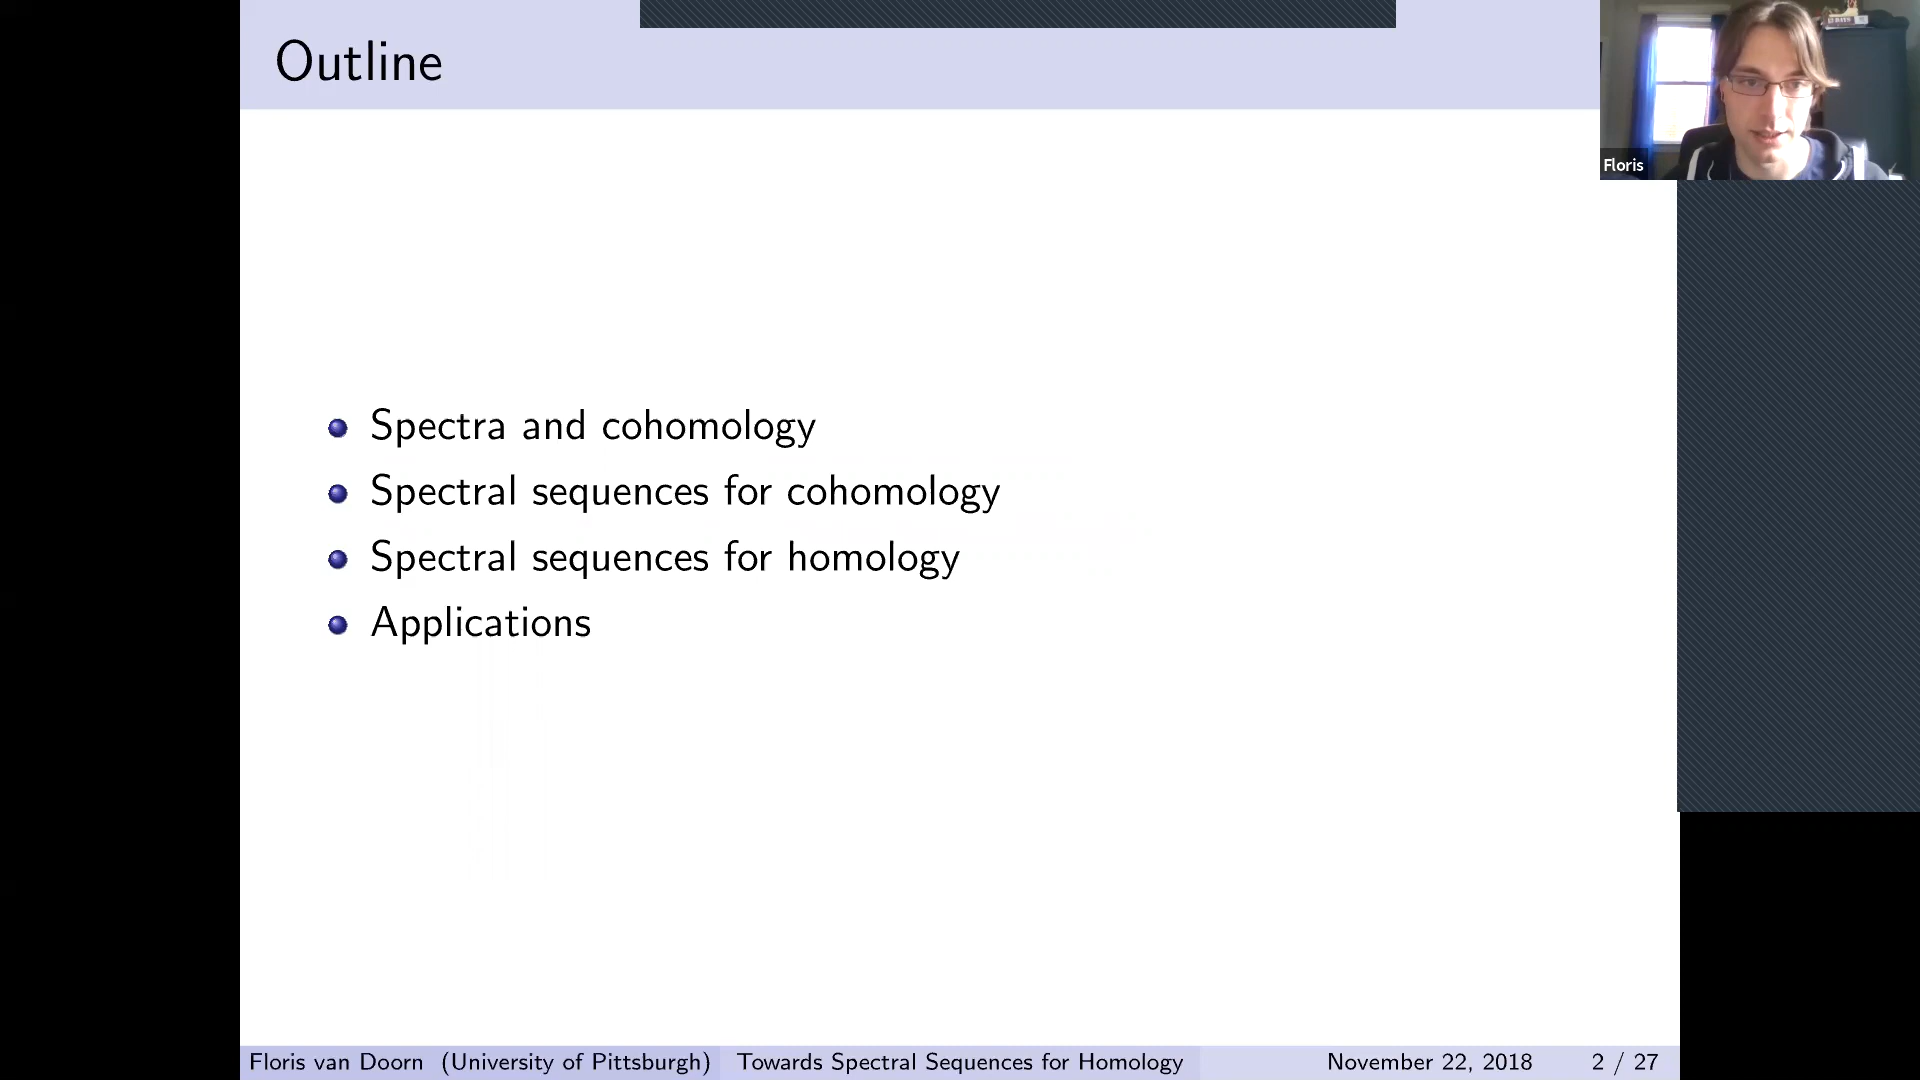 Outline
Floris
Spectra and cohomology
Spectral sequences for cohomology
Spectral sequences for homology
Applications
Floris van Doorn (University of Pittsburgh) Towards Spectral Sequences for Homology November 22, 2018 2 / 27